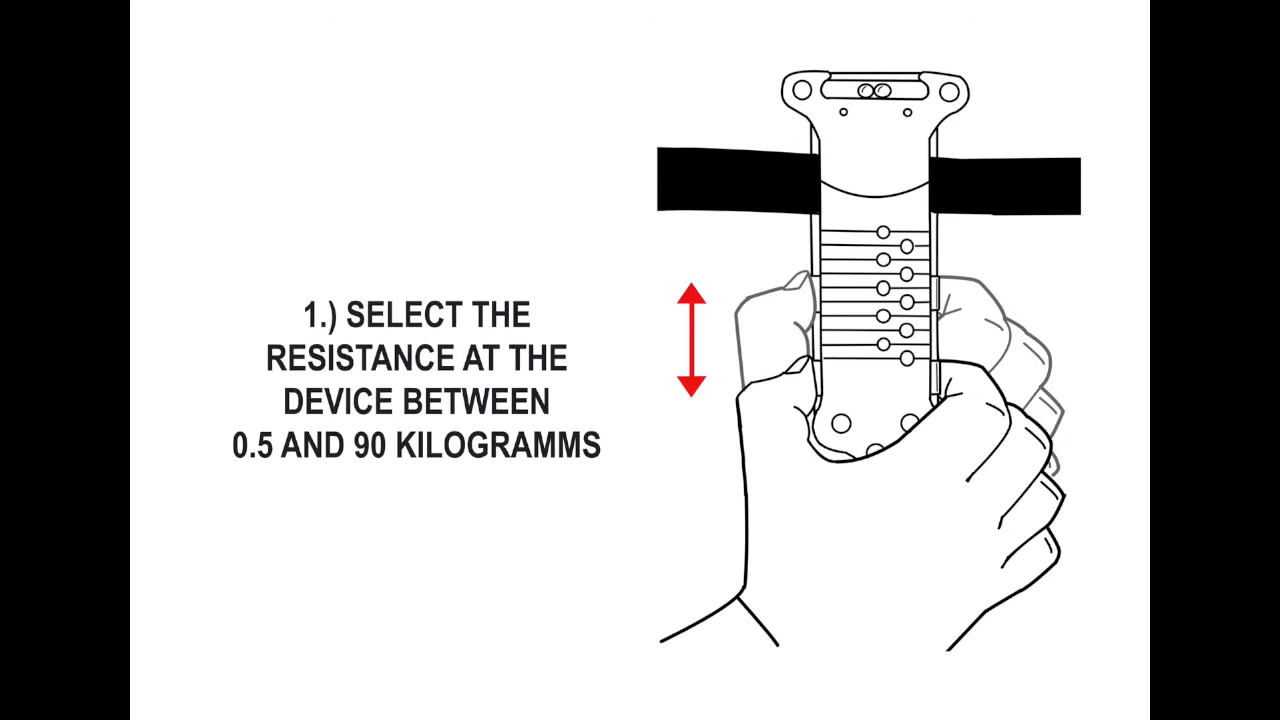 1.) SELECT THE
RESISTANCE AT THE
DEVICE BETWEEN
0.5 AND 90 KILOGRAMMS